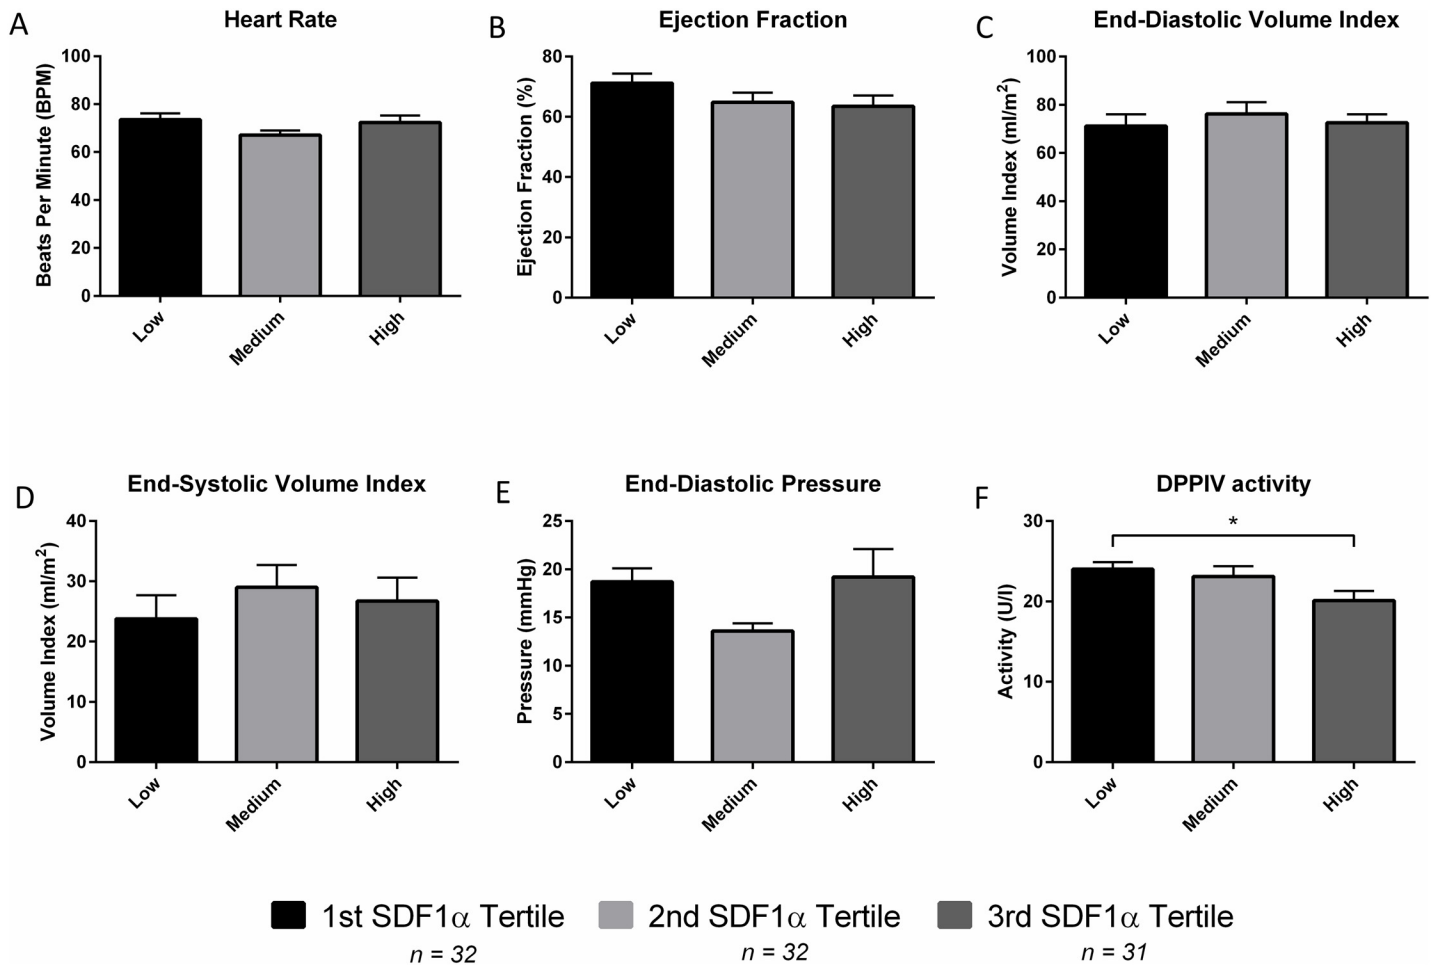 A
Heart Rate
Beats Per Minute (BPM)
100
80
60
40
20
0
Low
Medium
High
B
Ejection Fraction
Ejection Fraction (%)
80
60
40
20
0
Low
Medium
High
C
End-Diastolic Volume Index
Volume Index (ml/m²)
100
80
60
40
20
0
Low
Medium
High
D
End-Systolic Volume Index
Volume Index (ml/m²)
40
30
20
10
0
Low
Medium
High
E
End-Diastolic Pressure
Pressure (mmHg)
25
20
15
10
5
0
Low
Medium
High
F
DPPIV activity
Activity (U/l)
30
20
10
0
*
Low
Medium
High
1st SDF1α Tertile
n = 32
2nd SDF1α Tertile
n = 32
3rd SDF1α Tertile
n = 31